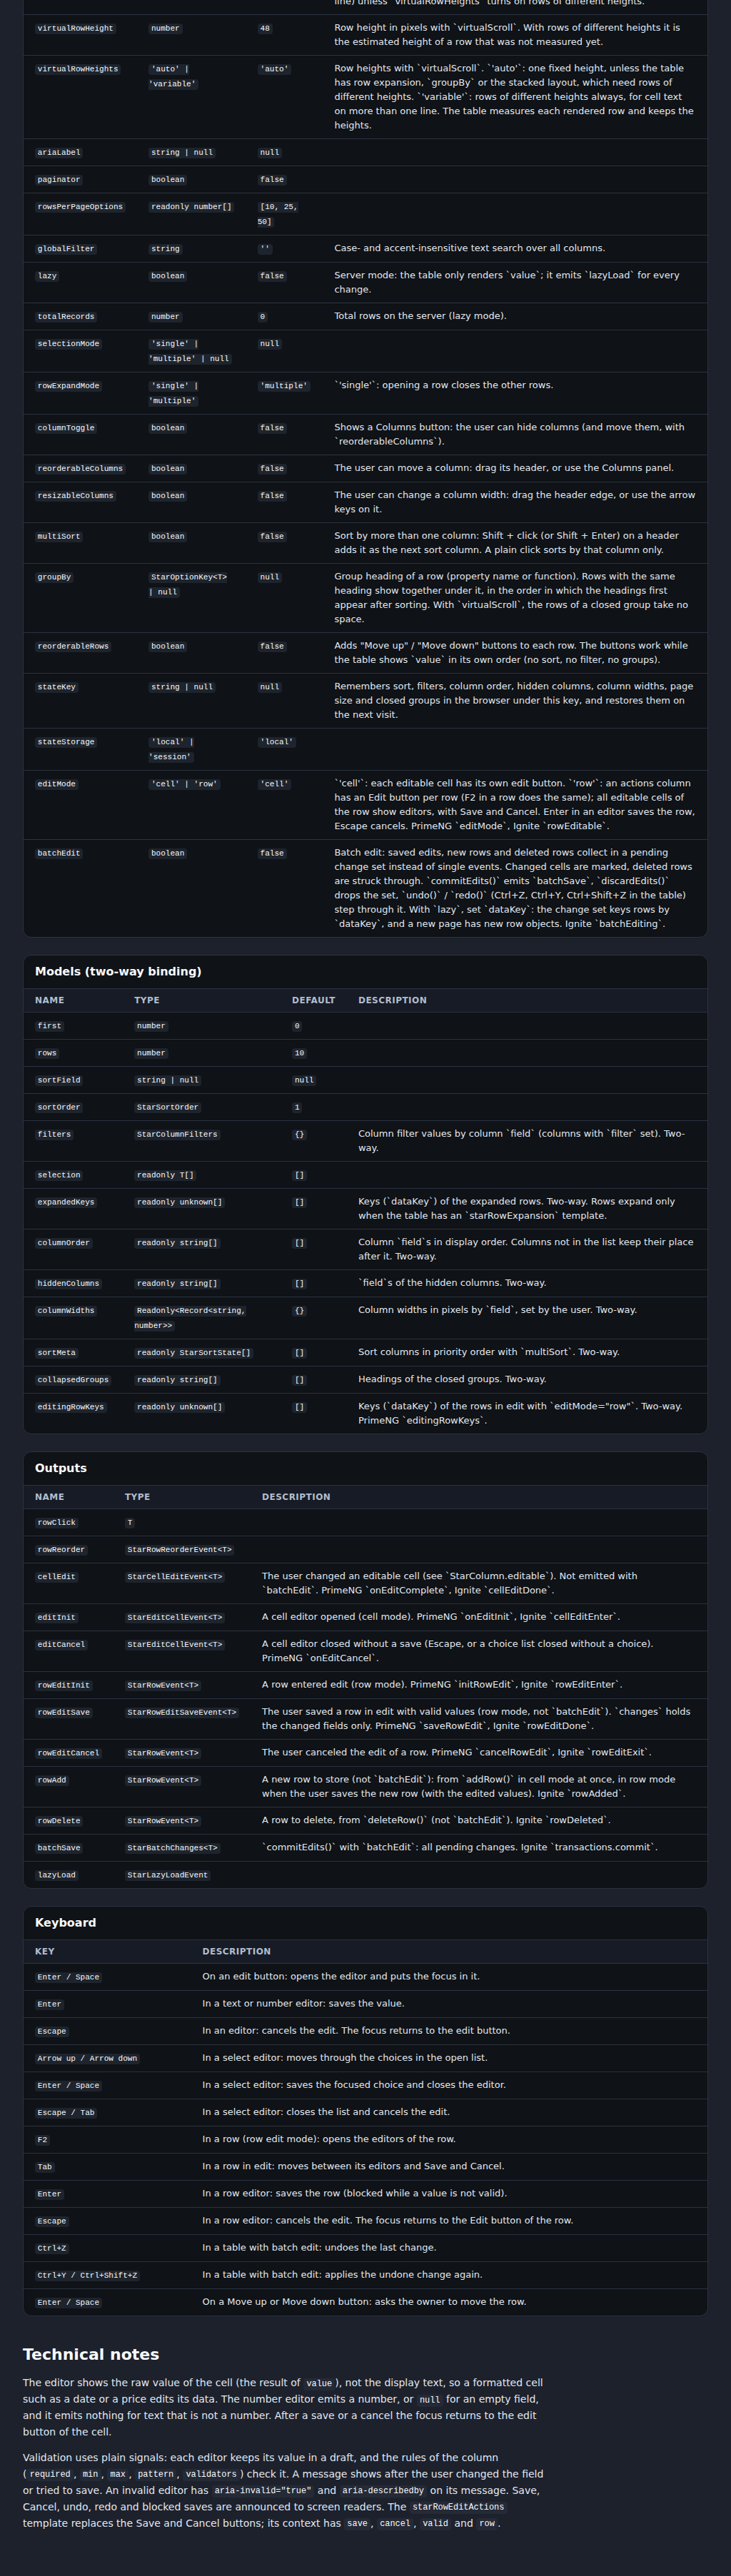 line) unless `virtualRowHeights` turns on rows of different heights.
virtualRowHeight number 48 Row height in pixels with `virtualScroll`. With rows of different heights it is
the estimated height of a row that was not measured yet.
virtualRowHeights 'auto' | 'auto' Row heights with `virtualScroll`. `'auto'`: one fixed height, unless the table
'variable' has row expansion, `groupBy` or the stacked layout, which need rows of
different heights. `'variable'`: rows of different heights always, for cell text
on more than one line. The table measures each rendered row and keeps the
heights.
ariaLabel string | null null
paginator boolean false
rowsPerPageOptions readonly number[] [10, 25,
50]
globalFilter string '' Case- and accent-insensitive text search over all columns.
lazy boolean false Server mode: the table only renders `value`; it emits `lazyLoad` for every
change.
totalRecords number 0 Total rows on the server (lazy mode).
selectionMode 'single' | null
'multiple' | null
rowExpandMode 'single' | 'multiple' `'single'`: opening a row closes the other rows.
'multiple'
columnToggle boolean false Shows a Columns button: the user can hide columns (and move them, with
`reorderableColumns`).
reorderableColumns boolean false The user can move a column: drag its header, or use the Columns panel.
resizableColumns boolean false The user can change a column width: drag the header edge, or use the arrow
keys on it.
multiSort boolean false Sort by more than one column: Shift + click (or Shift + Enter) on a header
adds it as the next sort column. A plain click sorts by that column only.
groupBy StarOptionKey<T> null Group heading of a row (property name or function). Rows with the same
| null heading show together under it, in the order in which the headings first
appear after sorting. With `virtualScroll`, the rows of a closed group take no
space.
reorderableRows boolean false Adds "Move up" / "Move down" buttons to each row. The buttons work while
the table shows `value` in its own order (no sort, no filter, no groups).
stateKey string | null null Remembers sort, filters, column order, hidden columns, column widths, page
size and closed groups in the browser under this key, and restores them on
the next visit.
stateStorage 'local' | 'local'
'session'
editMode 'cell' | 'row' 'cell' `'cell'`: each editable cell has its own edit button. `'row'`: an actions column
has an Edit button per row (F2 in a row does the same); all editable cells of
the row show editors, with Save and Cancel. Enter in an editor saves the row,
Escape cancels. PrimeNG `editMode`, Ignite `rowEditable`.
batchEdit boolean false Batch edit: saved edits, new rows and deleted rows collect in a pending
change set instead of single events. Changed cells are marked, deleted rows
are struck through. `commitEdits()` emits `batchSave`, `discardEdits()`
drops the set, `undo()` / `redo()` (Ctrl+Z, Ctrl+Y, Ctrl+Shift+Z in the table)
step through it. With `lazy`, set `dataKey`: the change set keys rows by
`dataKey`, and a new page has new row objects. Ignite `batchEditing`.
Models (two-way binding)
NAME TYPE DEFAULT DESCRIPTION
first number 0
rows number 10
sortField string | null null
sortOrder StarSortOrder 1
filters StarColumnFilters {} Column filter values by column `field` (columns with `filter` set). Two-
way.
selection readonly T[] []
expandedKeys readonly unknown[] [] Keys (`dataKey`) of the expanded rows. Two-way. Rows expand only
when the table has an `starRowExpansion` template.
columnOrder readonly string[] [] Column `field`s in display order. Columns not in the list keep their place
after it. Two-way.
hiddenColumns readonly string[] [] `field`s of the hidden columns. Two-way.
columnWidths Readonly<Record<string, {} Column widths in pixels by `field`, set by the user. Two-way.
number>>
sortMeta readonly StarSortState[] [] Sort columns in priority order with `multiSort`. Two-way.
collapsedGroups readonly string[] [] Headings of the closed groups. Two-way.
editingRowKeys readonly unknown[] [] Keys (`dataKey`) of the rows in edit with `editMode="row"`. Two-way.
PrimeNG `editingRowKeys`.
Outputs
NAME TYPE DESCRIPTION
rowClick T
rowReorder StarRowReorderEvent<T>
cellEdit StarCellEditEvent<T> The user changed an editable cell (see `StarColumn.editable`). Not emitted with
`batchEdit`. PrimeNG `onEditComplete`, Ignite `cellEditDone`.
editInit StarEditCellEvent<T> A cell editor opened (cell mode). PrimeNG `onEditInit`, Ignite `cellEditEnter`.
editCancel StarEditCellEvent<T> A cell editor closed without a save (Escape, or a choice list closed without a choice).
PrimeNG `onEditCancel`.
rowEditInit StarRowEvent<T> A row entered edit (row mode). PrimeNG `initRowEdit`, Ignite `rowEditEnter`.
rowEditSave StarRowEditSaveEvent<T> The user saved a row in edit with valid values (row mode, not `batchEdit`). `changes` holds
the changed fields only. PrimeNG `saveRowEdit`, Ignite `rowEditDone`.
rowEditCancel StarRowEvent<T> The user canceled the edit of a row. PrimeNG `cancelRowEdit`, Ignite `rowEditExit`.
rowAdd StarRowEvent<T> A new row to store (not `batchEdit`): from `addRow()` in cell mode at once, in row mode
when the user saves the new row (with the edited values). Ignite `rowAdded`.
rowDelete StarRowEvent<T> A row to delete, from `deleteRow()` (not `batchEdit`). Ignite `rowDeleted`.
batchSave StarBatchChanges<T> `commitEdits()` with `batchEdit`: all pending changes. Ignite `transactions.commit`.
lazyLoad StarLazyLoadEvent
Keyboard
KEY DESCRIPTION
Enter / Space On an edit button: opens the editor and puts the focus in it.
Enter In a text or number editor: saves the value.
Escape In an editor: cancels the edit. The focus returns to the edit button.
Arrow up / Arrow down In a select editor: moves through the choices in the open list.
Enter / Space In a select editor: saves the focused choice and closes the editor.
Escape / Tab In a select editor: closes the list and cancels the edit.
F2 In a row (row edit mode): opens the editors of the row.
Tab In a row in edit: moves between its editors and Save and Cancel.
Enter In a row editor: saves the row (blocked while a value is not valid).
Escape In a row editor: cancels the edit. The focus returns to the Edit button of the row.
Ctrl+Z In a table with batch edit: undoes the last change.
Ctrl+Y / Ctrl+Shift+Z In a table with batch edit: applies the undone change again.
Enter / Space On a Move up or Move down button: asks the owner to move the row.
Technical notes
The editor shows the raw value of the cell (the result of value), not the display text, so a formatted cell
such as a date or a price edits its data. The number editor emits a number, or null for an empty field,
and it emits nothing for text that is not a number. After a save or a cancel the focus returns to the edit
button of the cell.
Validation uses plain signals: each editor keeps its value in a draft, and the rules of the column
(required, min, max, pattern, validators) check it. A message shows after the user changed the field
or tried to save. An invalid editor has aria-invalid="true" and aria-describedby on its message. Save,
Cancel, undo, redo and blocked saves are announced to screen readers. The starRowEditActions
template replaces the Save and Cancel buttons; its context has save, cancel, valid and row.